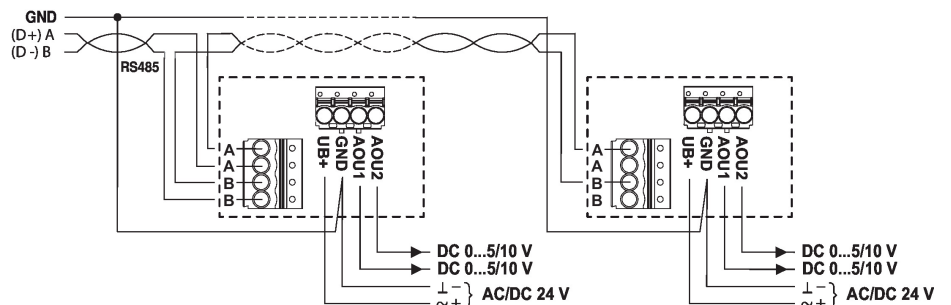 GND
(D+) A
(D -) B
RS485
A
A
B
B
UB+
GND
AOU1
AOU2
DC 0...5/10 V
DC 0...5/10 V
⊥ −
≂ +
AC/DC 24 V
A
A
B
B
UB+
GND
AOU1
AOU2
DC 0...5/10 V
DC 0...5/10 V
⊥ −
≂ +
AC/DC 24 V